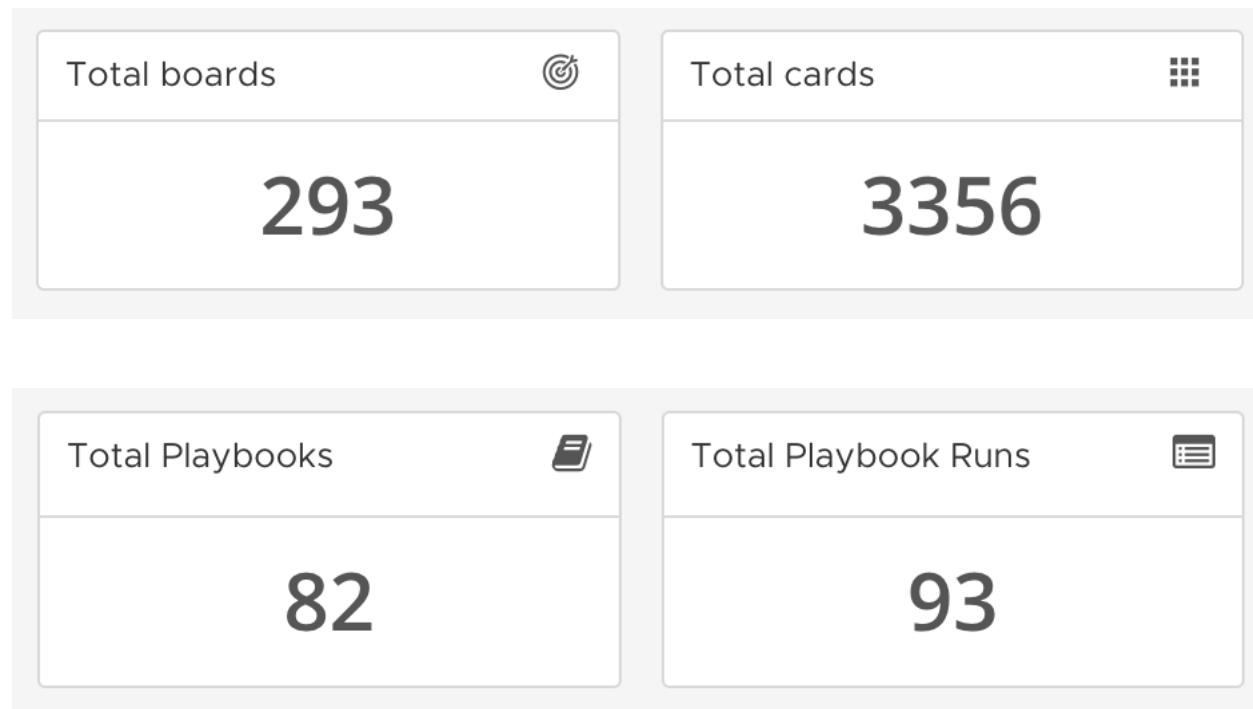 Total boards
Total cards
293
3356
Total Playbooks
Total Playbook Runs
82
93